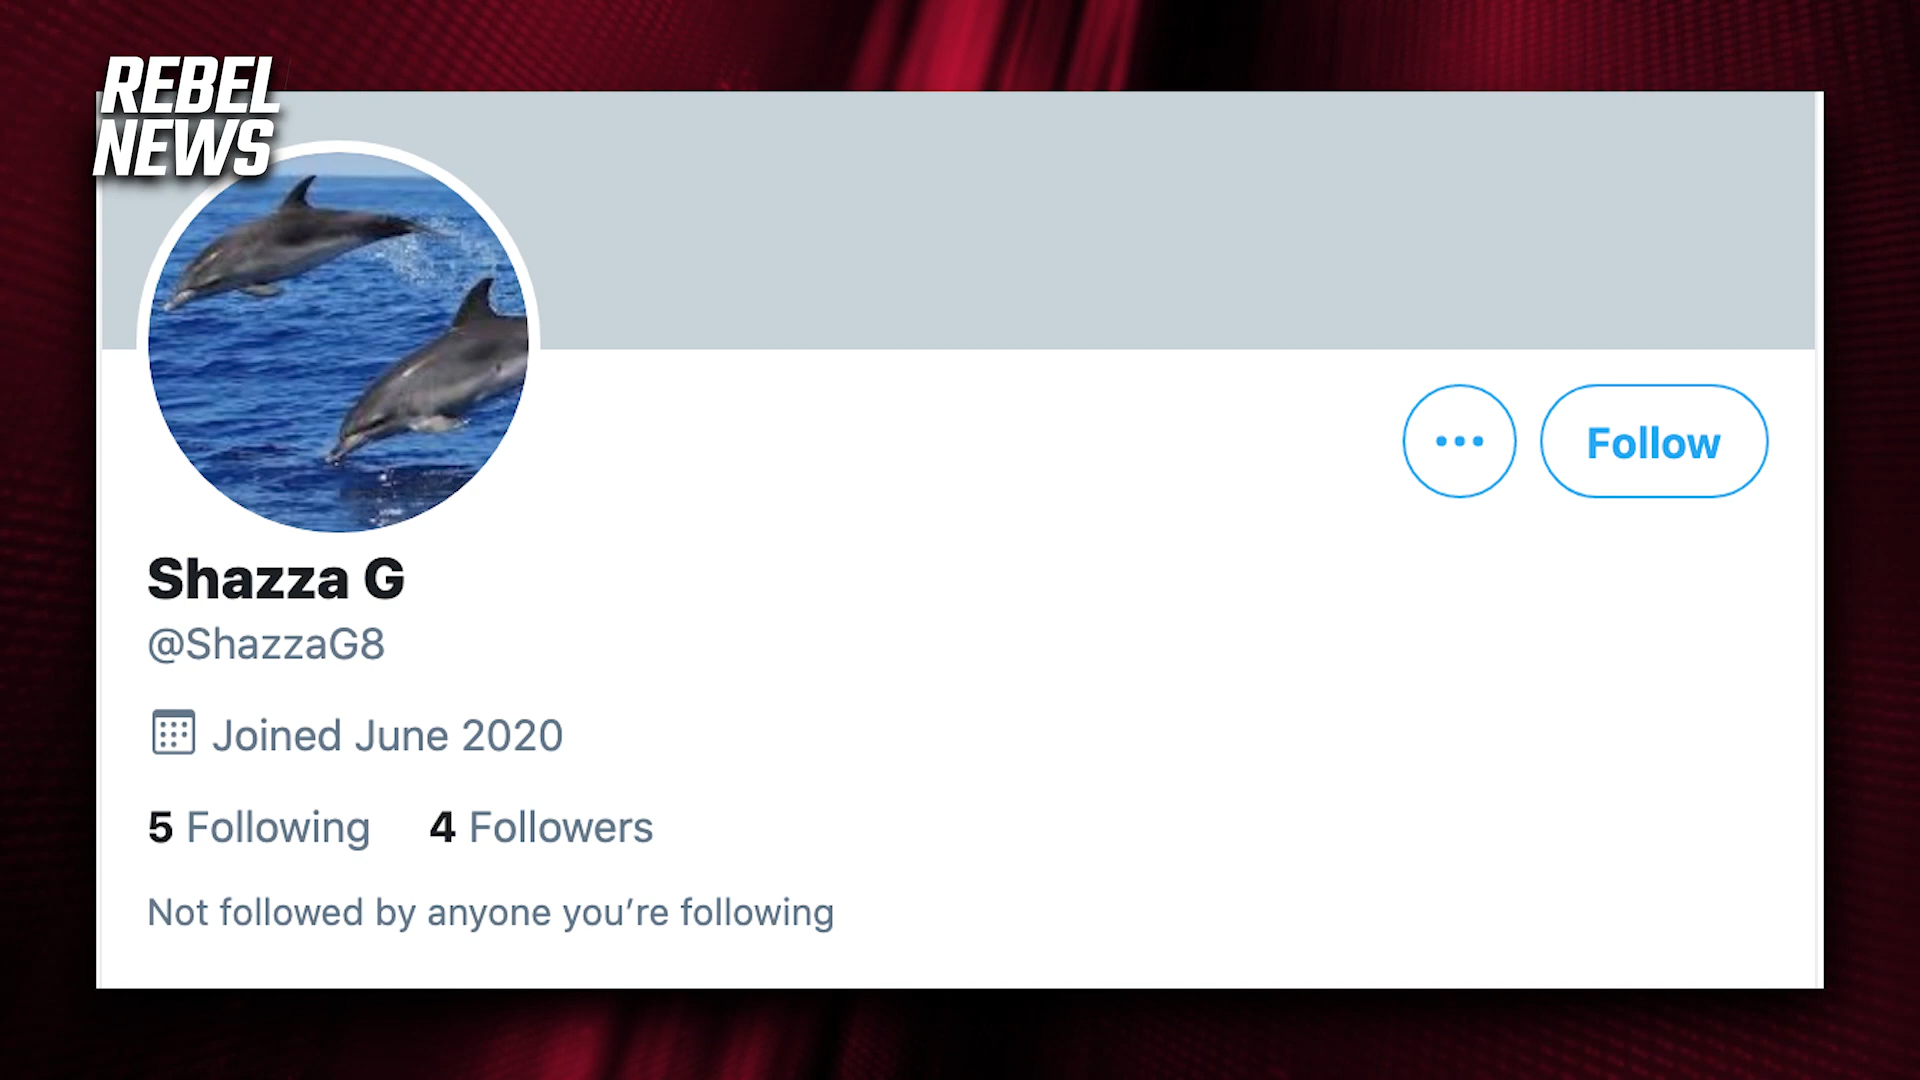 REBEL
NEWS
Follow
Shazza G
@ShazzaG8
Joined June 2020
5 Following 4 Followers
Not followed by anyone you’re following